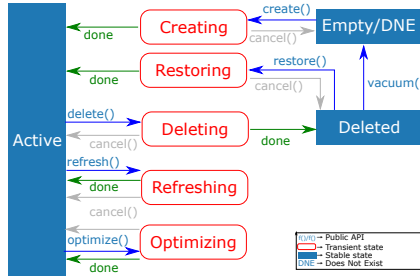 create()
Creating
Empty/DNE
done
cancel()
restore()
Restoring
cancel()
done
vacuum(
delete()
Deleting
Deleted
cancel()
done
Active
refresh()
done
Refreshing
cancel()
optimize()
Optimizing
done
f()/f() → Public API
Transient state
Stable state
DNE → Does Not Exist